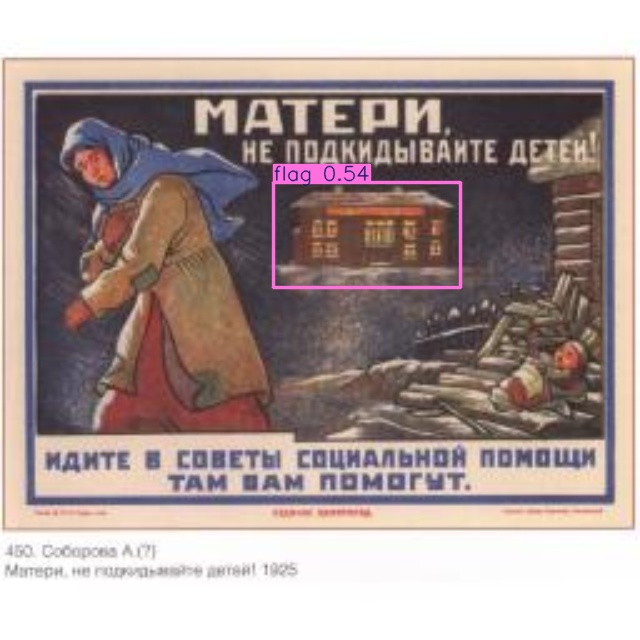 МАТЕРИ,
НЕ ПОДКИДЫВАЙТЕ ДЕТЕЙ!
flag 0.54
ИДИТЕ В СОВЕТЫ СОЦИАЛЬНОЙ ПОМОЩИ
ТАМ ВАМ ПОМОГУТ.
450. Соборова А.(?)
Матери, не подкидывайте детей! 1925